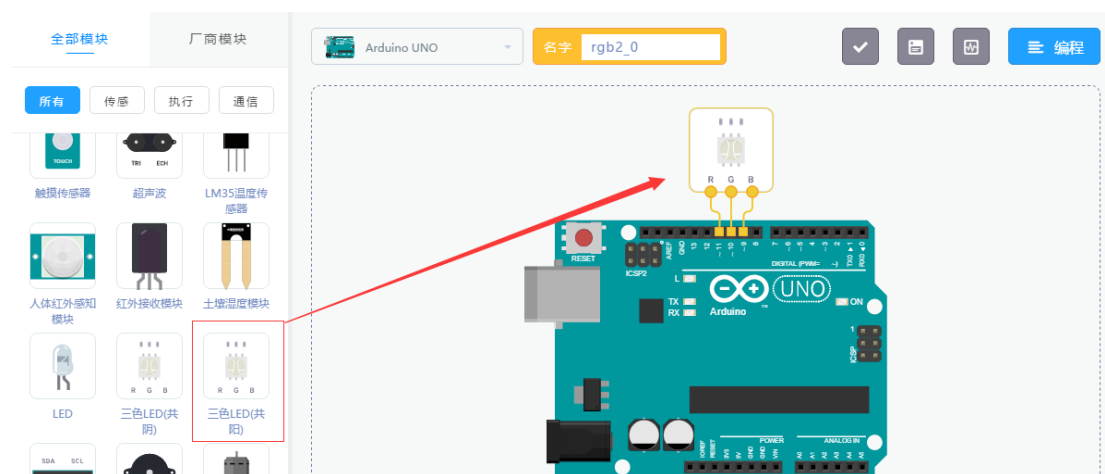 全部模块
厂商模块
Arduino UNO
名字 rgb2_0
编程
所有
传感
执行
通信
TOUCH
TRI ECH
触摸传感器
超声波
LM35温度传
感器
人体红外感知
模块
红外接收模块
土壤湿度模块
R G B
R G B
LED
三色LED(共
阴)
三色LED(共
阳)
SDA SCL
R G B
RESET
ICSP2
AREF
GND
13
12
~11
~10
~9
8
7
~6
~5
4
~3
2
TX0▶1
RX0◀0
DIGITAL (PWM= ~)
L
TX
RX
Arduino
™
UNO
ON
1
ICSP
IOREF
RESET
3V3
5V
GND
GND
VIN
POWER
ANALOG IN
A0
A1
A2
A3
A4
A5